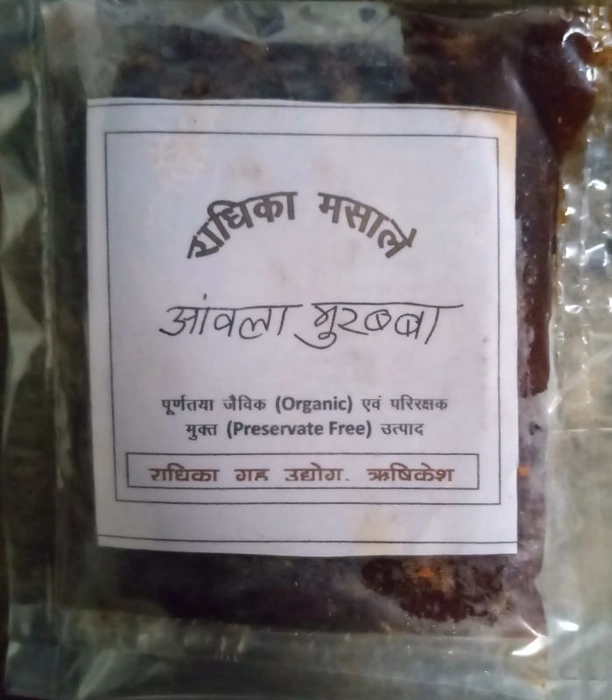 राधिका मसाले
आंवला मुरब्बा
पूर्णतया जैविक (Organic) एवं परिरक्षक
मुक्त (Preservate Free) उत्पाद
राधिका गृह उद्योग. ऋषिकेश